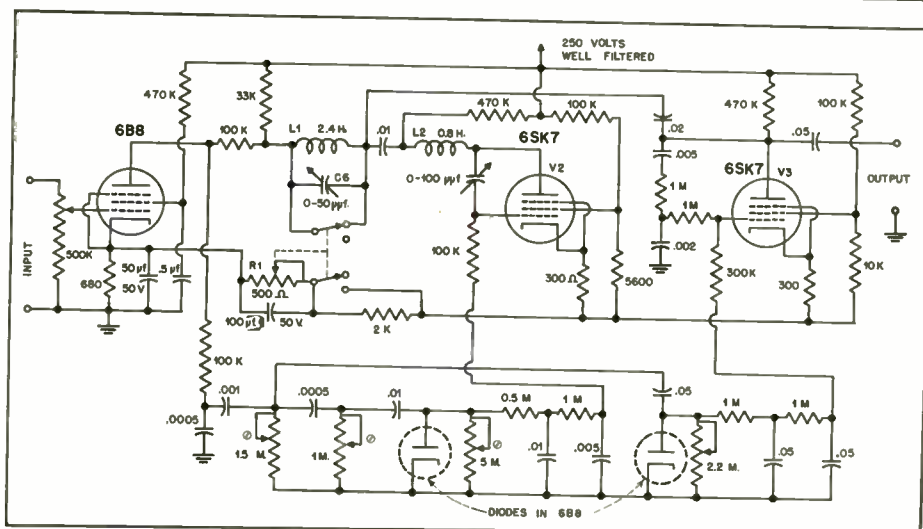 250 VOLTS
WELL FILTERED
470 K
33K
L1
2.4 H.
.01
L2
0.8 H.
470 K
100 K
470 K
100 K
6B8
100 K
6SK7
.02
.05
C6
0-50µµf.
0-100 µµf
V2
.005
6SK7
V3
1 M
OUTPUT
1M
INPUT
500K
680
50 µf
50 V.
.5 µf
R1
500 Ω
100 µf
50 V.
2 K
100 K
300 Ω
5600
.002
300K
300
10K
100 K
.001
.0005
.0005
.01
0.5 M
1 M
.05
1 M
1 M
1.5 M.
1M.
5 M
.01
.005
2.2 M.
.05
.05
DIODES IN 6B8